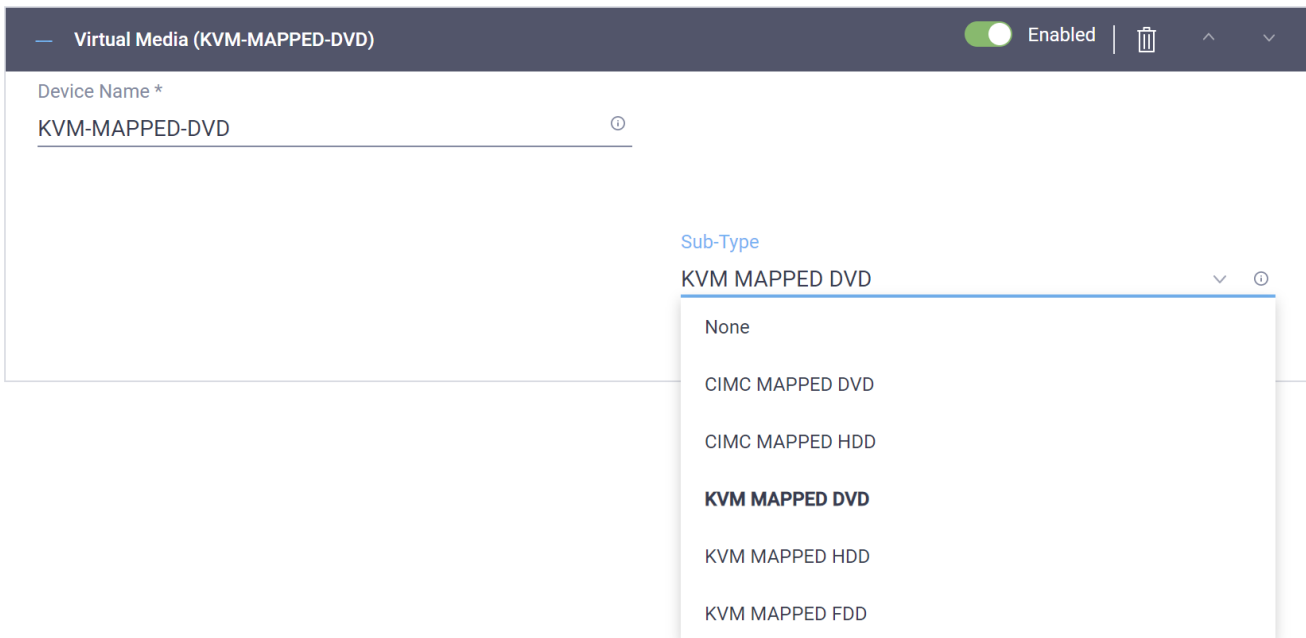 Virtual Media (KVM-MAPPED-DVD)
Enabled
Device Name *
KVM-MAPPED-DVD
Sub-Type
KVM MAPPED DVD
None
CIMC MAPPED DVD
CIMC MAPPED HDD
KVM MAPPED DVD
KVM MAPPED HDD
KVM MAPPED FDD